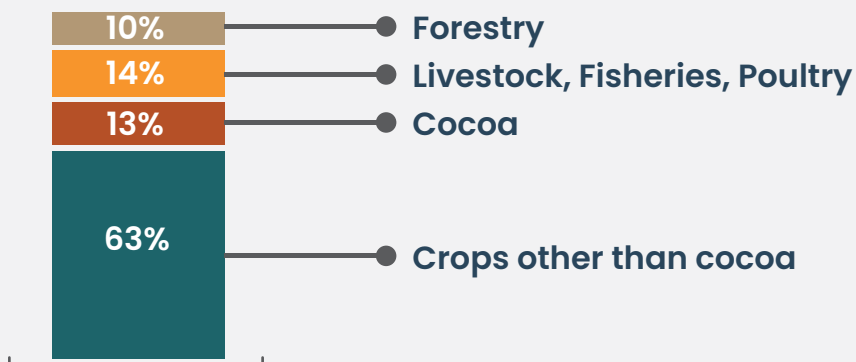 10% Forestry
14% Livestock, Fisheries, Poultry
13% Cocoa
63% Crops other than cocoa